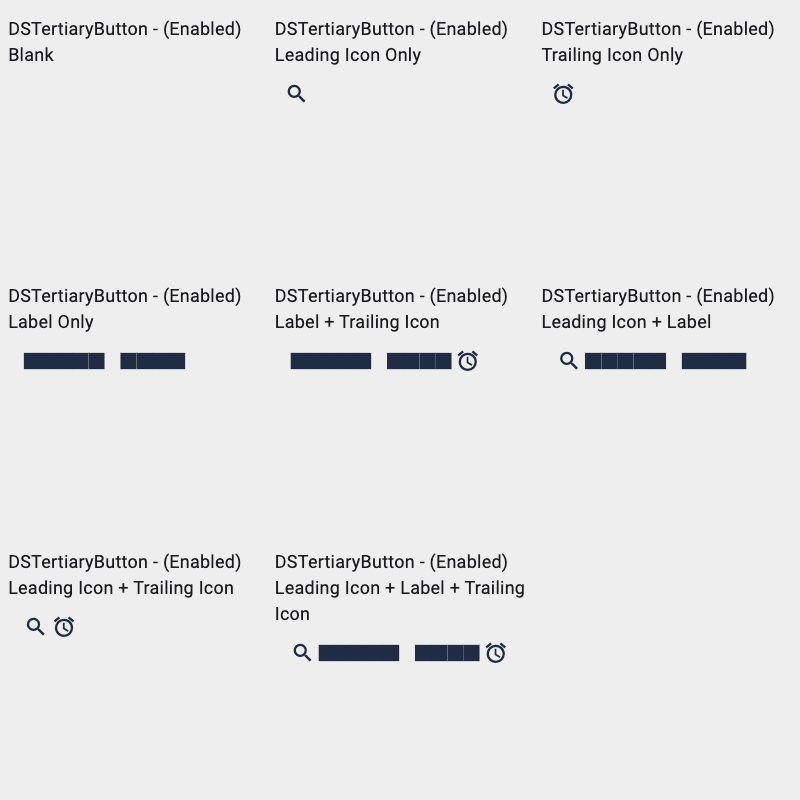 DSTertiaryButton - (Enabled)
Blank
DSTertiaryButton - (Enabled)
Leading Icon Only
DSTertiaryButton - (Enabled)
Trailing Icon Only
DSTertiaryButton - (Enabled)
Label Only
DSTertiaryButton - (Enabled)
Label + Trailing Icon
DSTertiaryButton - (Enabled)
Leading Icon + Label
DSTertiaryButton - (Enabled)
Leading Icon + Trailing Icon
DSTertiaryButton - (Enabled)
Leading Icon + Label + Trailing
Icon